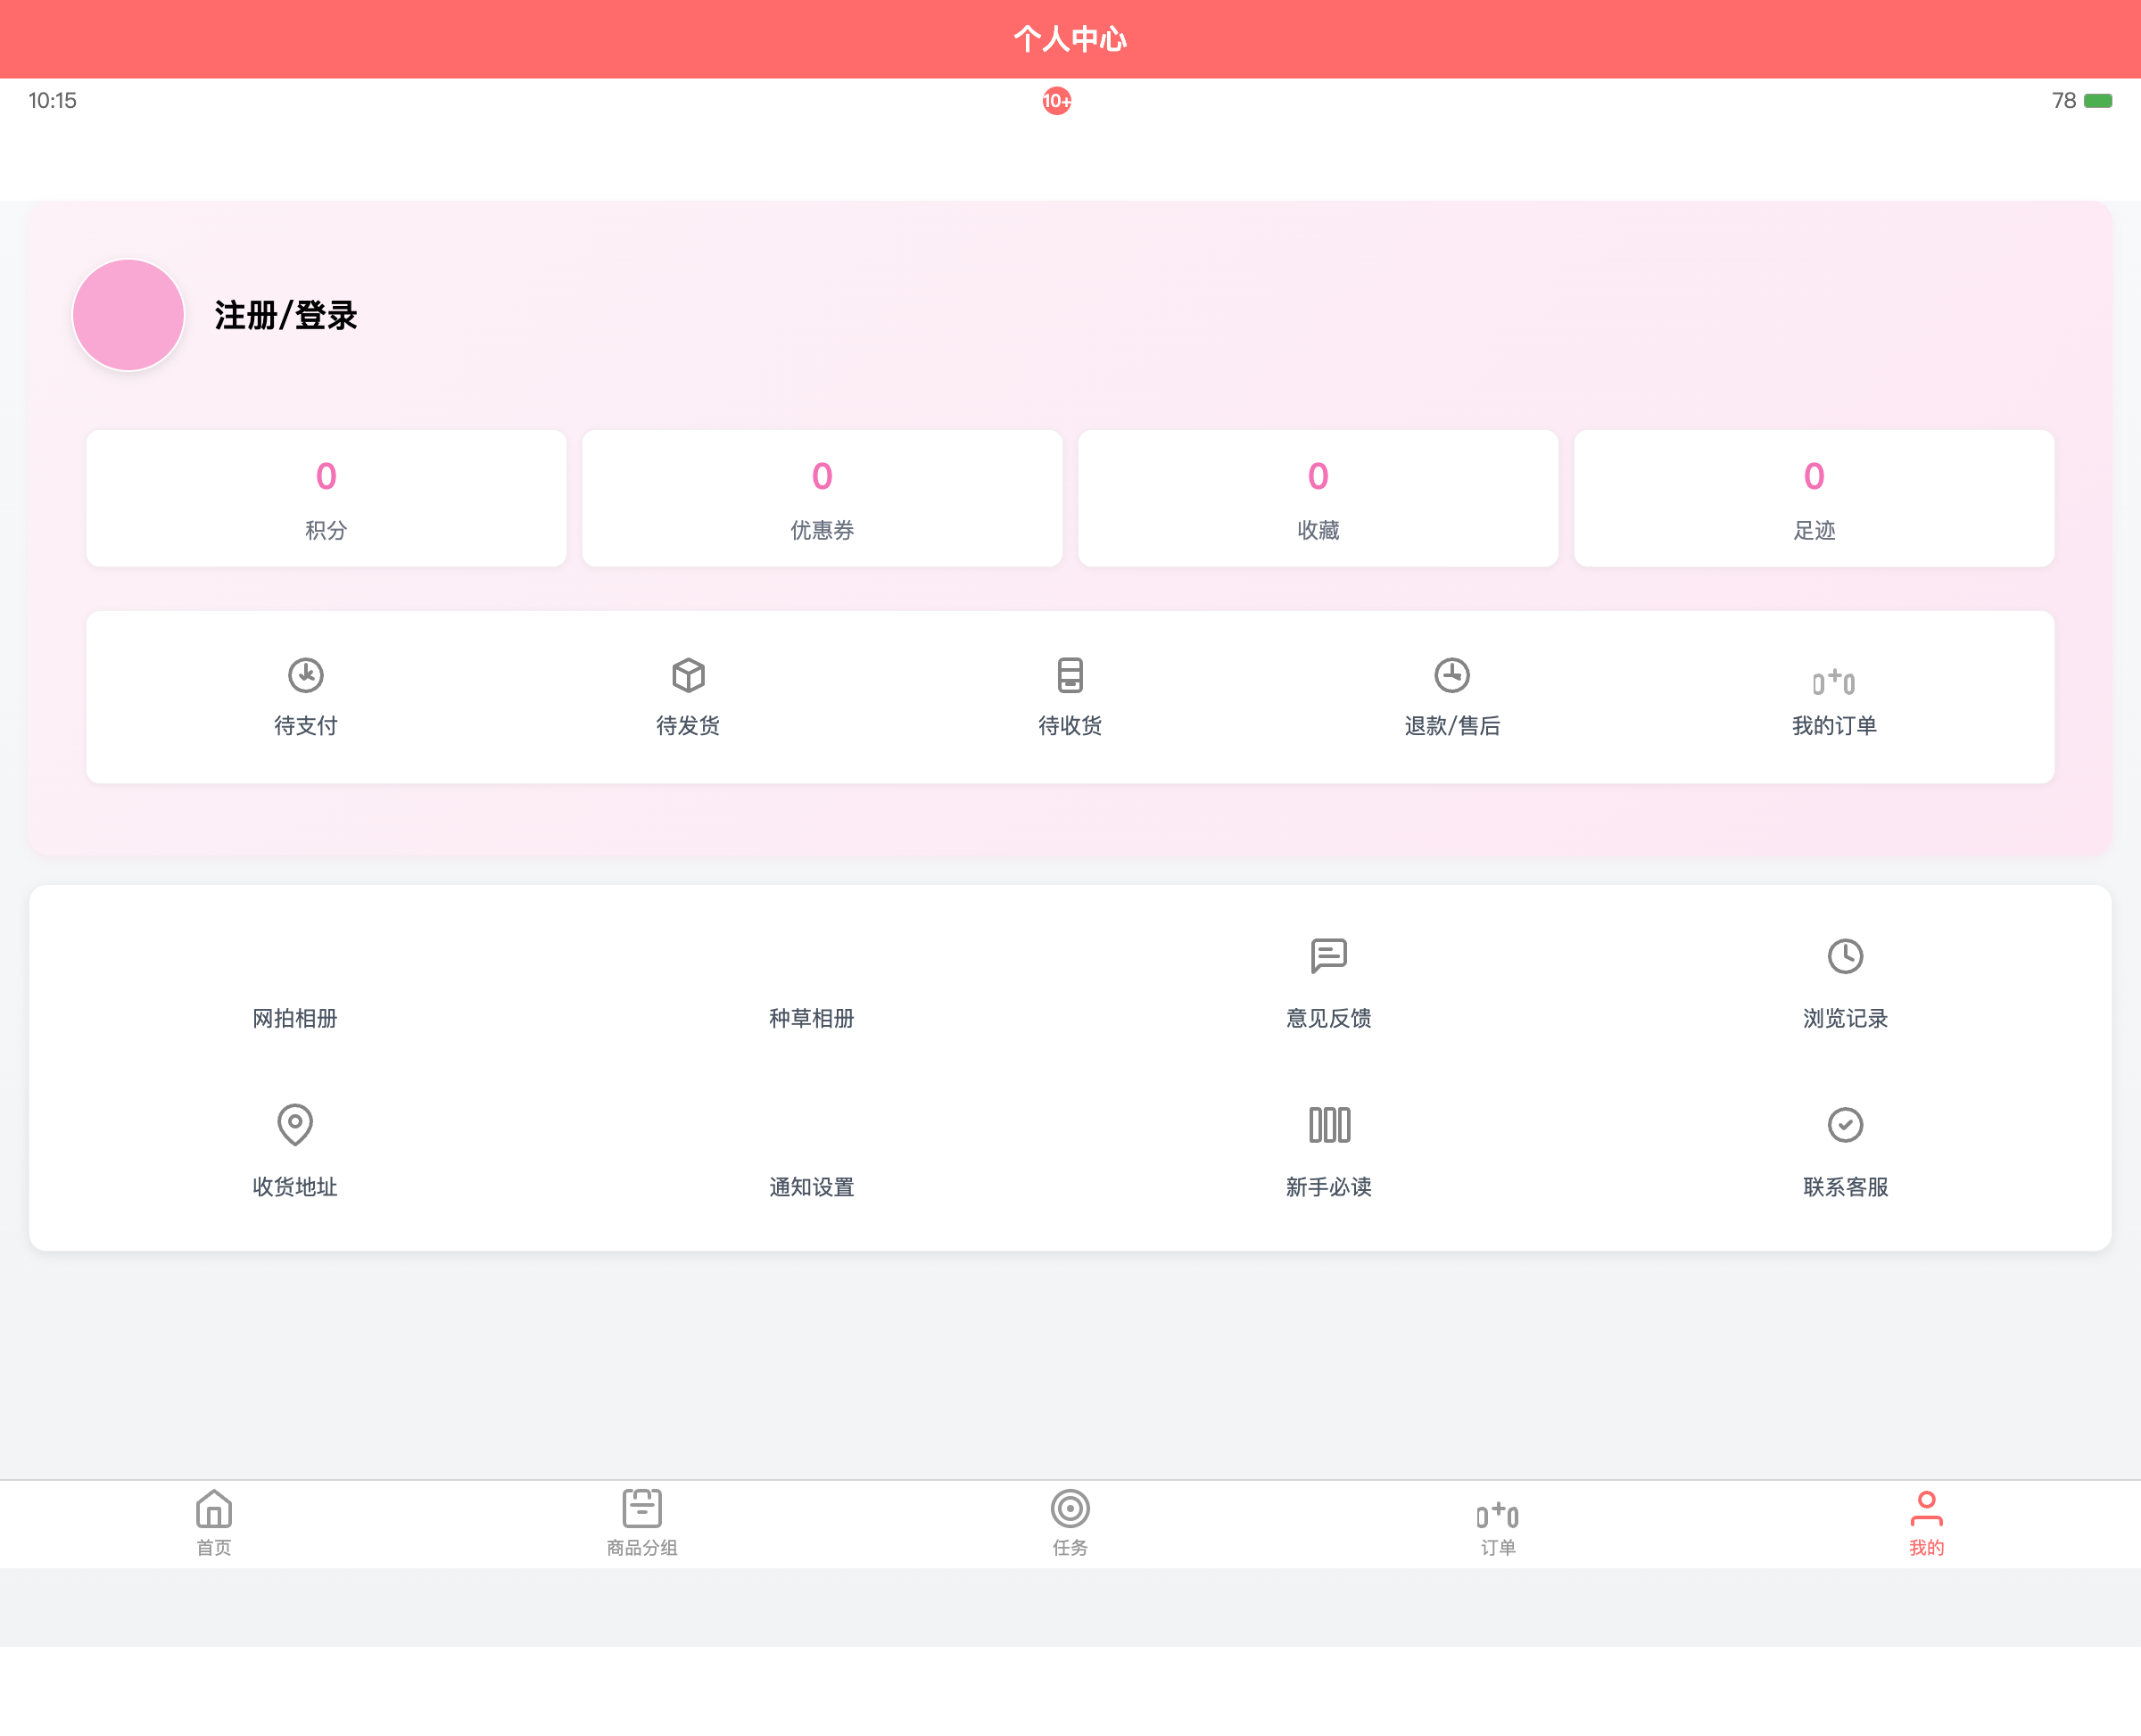 个人中心
10:15
10+
78
注册/登录
0
0
0
0
积分
优惠券
收藏
足迹
待支付
待发货
待收货
退款/售后
我的订单
网拍相册
种草相册
意见反馈
浏览记录
收货地址
通知设置
新手必读
联系客服
首页
商品分组
任务
订单
我的